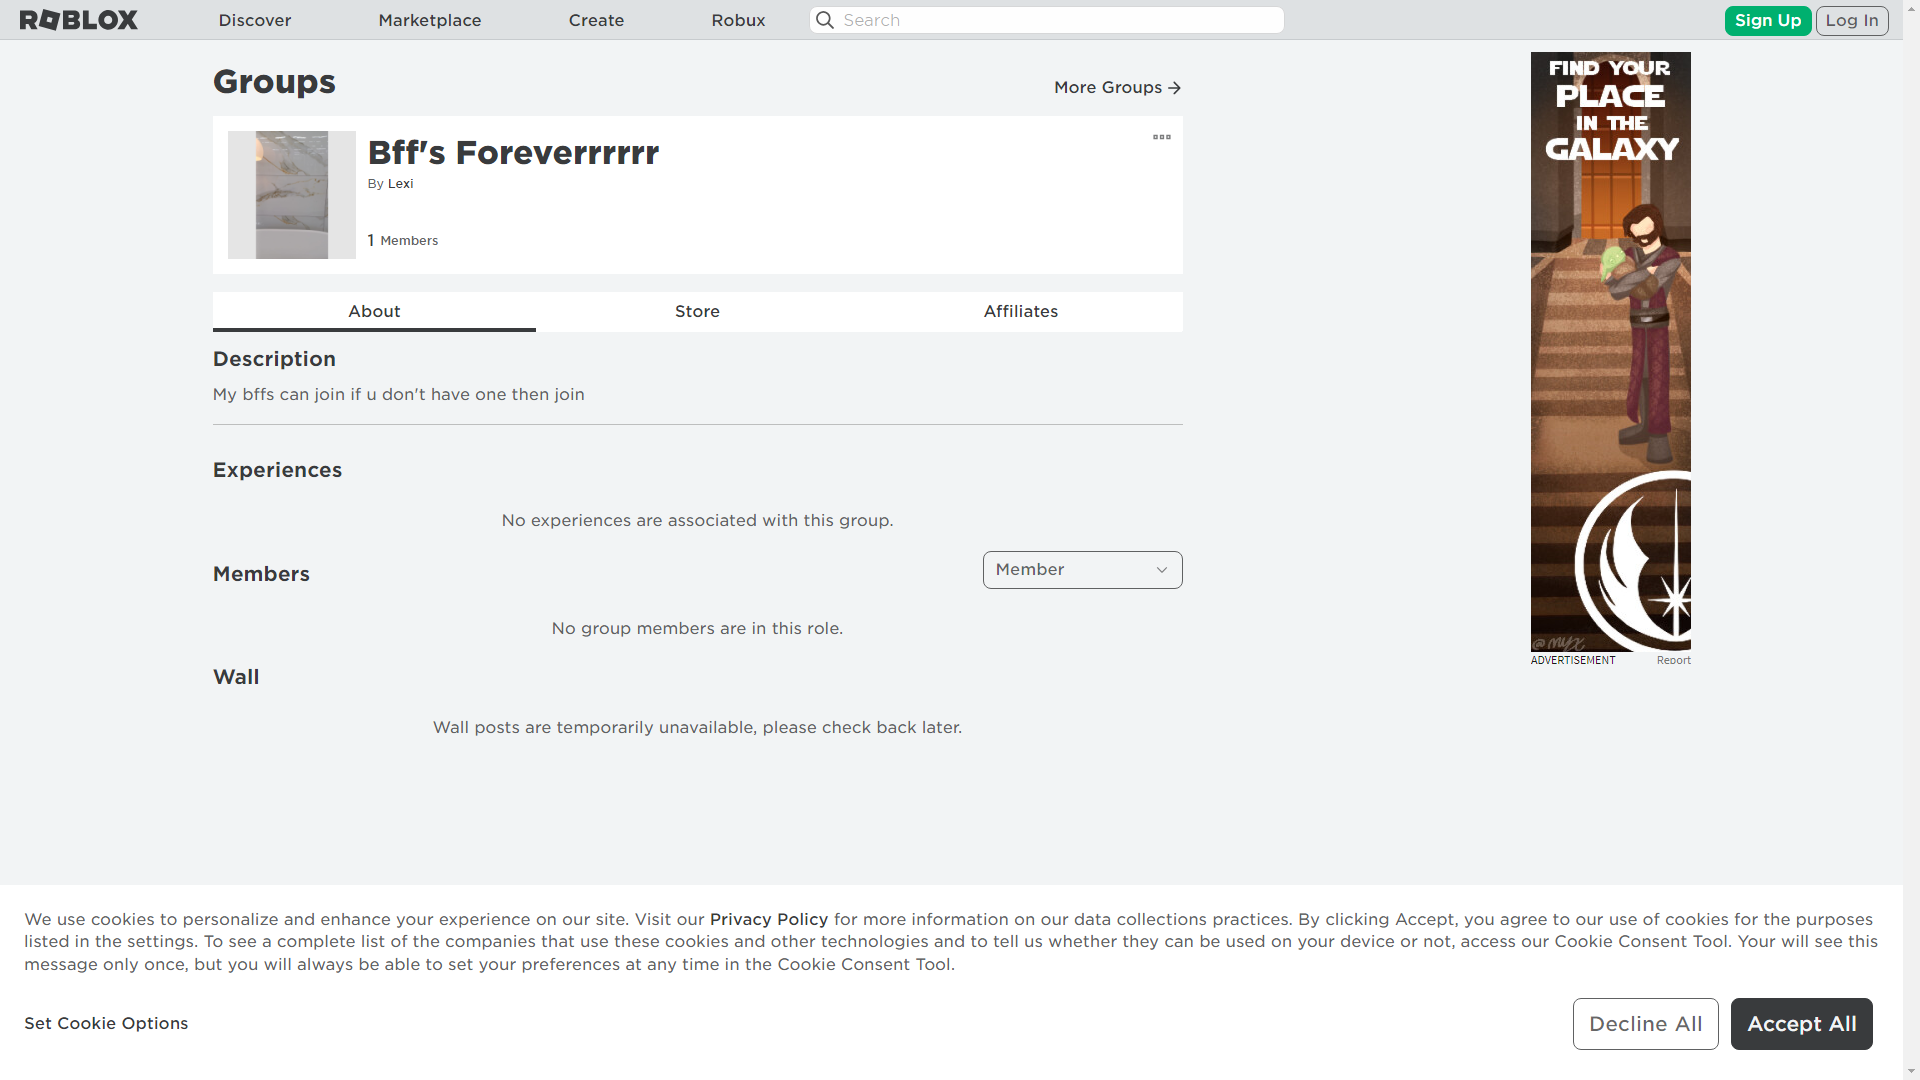 ROBLOX
Discover
Marketplace
Create
Robux
Search
Sign Up
Log In
Groups
More Groups
Bff's Foreverrrrrr
By Lexi
1 Members
About
Store
Affiliates
Description
My bffs can join if u don't have one then join
Experiences
No experiences are associated with this group.
Members
Member
No group members are in this role.
Wall
Wall posts are temporarily unavailable, please check back later.
FIND YOUR
PLACE
IN THE
GALAXY
@myx
ADVERTISEMENT
Report
We use cookies to personalize and enhance your experience on our site. Visit our Privacy Policy for more information on our data collections practices. By clicking Accept, you agree to our use of cookies for the purposes
listed in the settings. To see a complete list of the companies that use these cookies and other technologies and to tell us whether they can be used on your device or not, access our Cookie Consent Tool. Your will see this
message only once, but you will always be able to set your preferences at any time in the Cookie Consent Tool.
Set Cookie Options
Decline All
Accept All